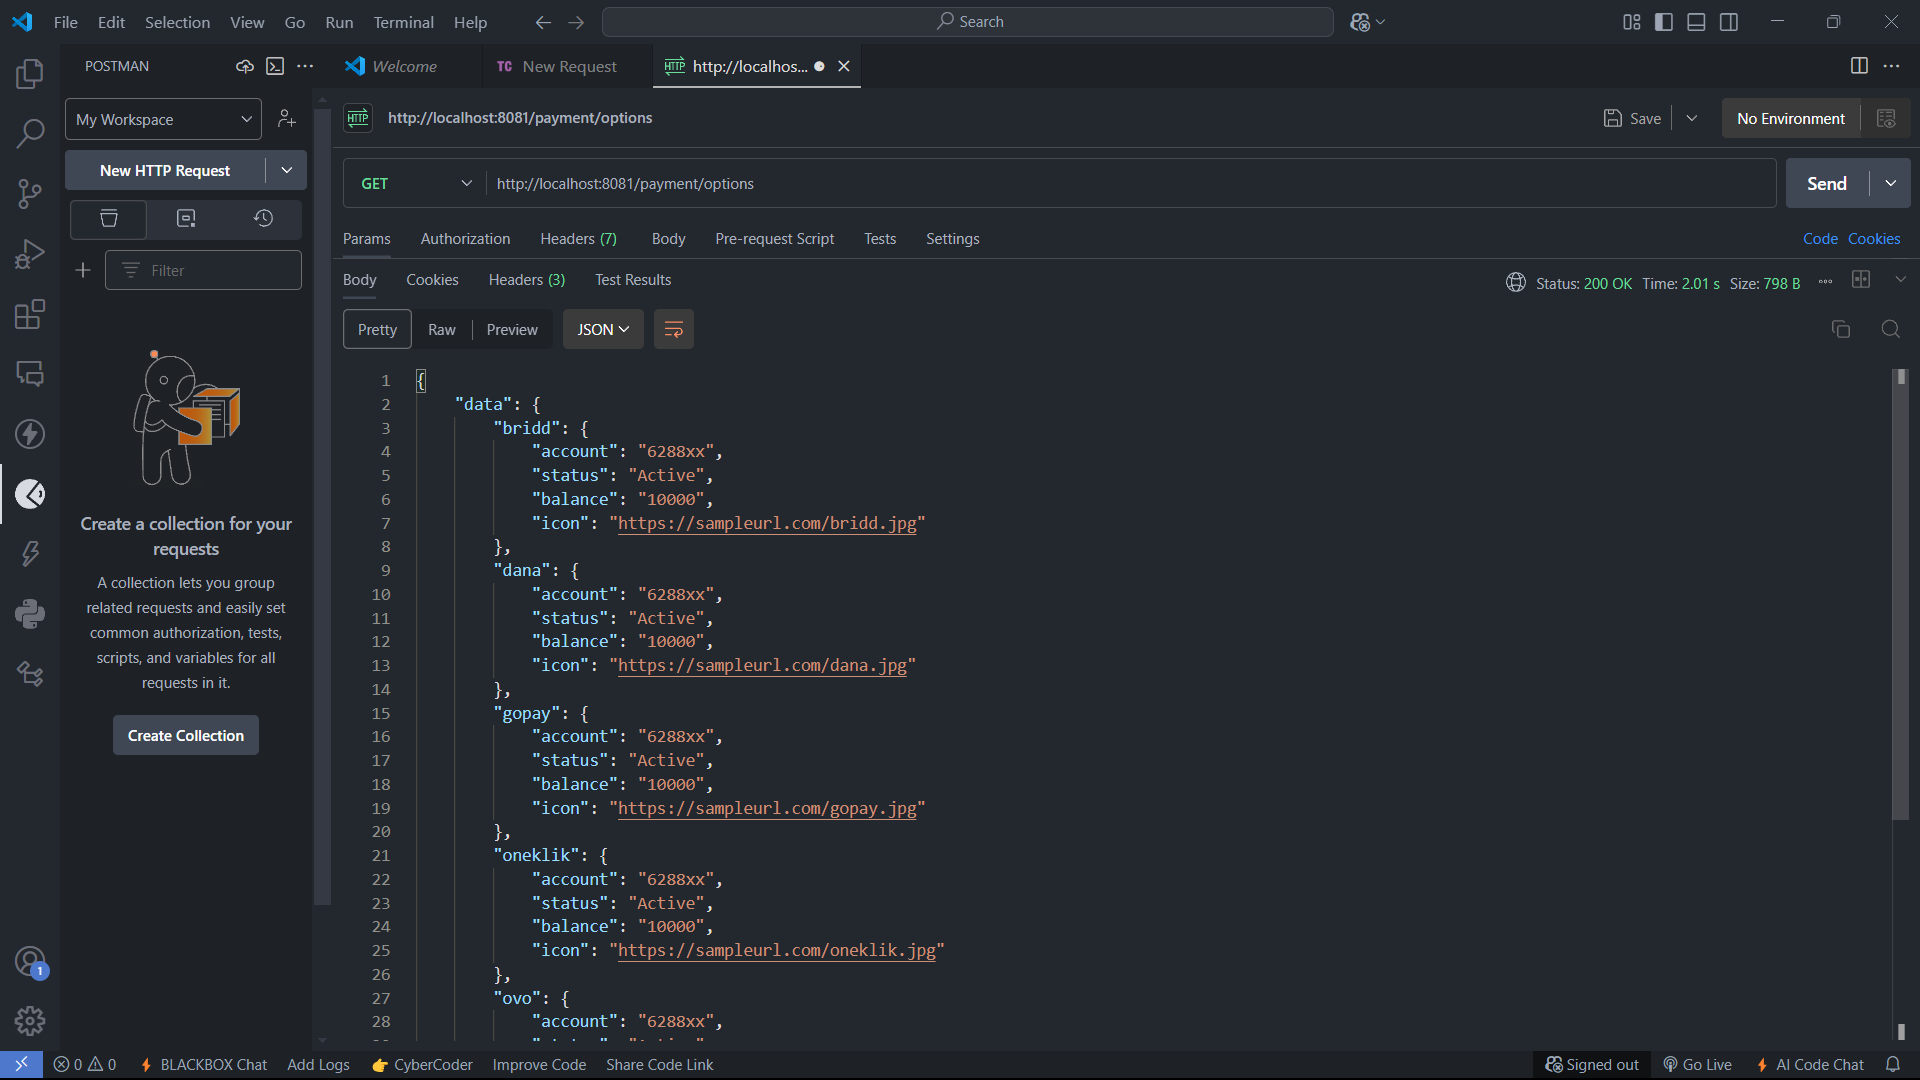 File Edit Selection View Go Run Terminal Help
Search
POSTMAN
Welcome
TC New Request
HTTP http://localhos...
My Workspace
HTTP http://localhost:8081/payment/options
Save
No Environment
New HTTP Request
GET http://localhost:8081/payment/options
Send
Params Authorization Headers (7) Body Pre-request Script Tests Settings
Code Cookies
Filter
Body Cookies Headers (3) Test Results
Status: 200 OK Time: 2.01 s Size: 798 B
Pretty Raw Preview JSON
1 {
2 "data": {
3 "bridd": {
4 "account": "6288xx",
5 "status": "Active",
6 "balance": "10000",
7 "icon": "https://sampleurl.com/bridd.jpg"
8 },
9 "dana": {
10 "account": "6288xx",
11 "status": "Active",
12 "balance": "10000",
13 "icon": "https://sampleurl.com/dana.jpg"
14 },
15 "gopay": {
16 "account": "6288xx",
17 "status": "Active",
18 "balance": "10000",
19 "icon": "https://sampleurl.com/gopay.jpg"
20 },
21 "oneklik": {
22 "account": "6288xx",
23 "status": "Active",
24 "balance": "10000",
25 "icon": "https://sampleurl.com/oneklik.jpg"
26 },
27 "ovo": {
28 "account": "6288xx",
Create a collection for your
requests
A collection lets you group
related requests and easily set
common authorization, tests,
scripts, and variables for all
requests in it.
Create Collection
1
0 0 BLACKBOX Chat Add Logs CyberCoder Improve Code Share Code Link
Signed out Go Live AI Code Chat